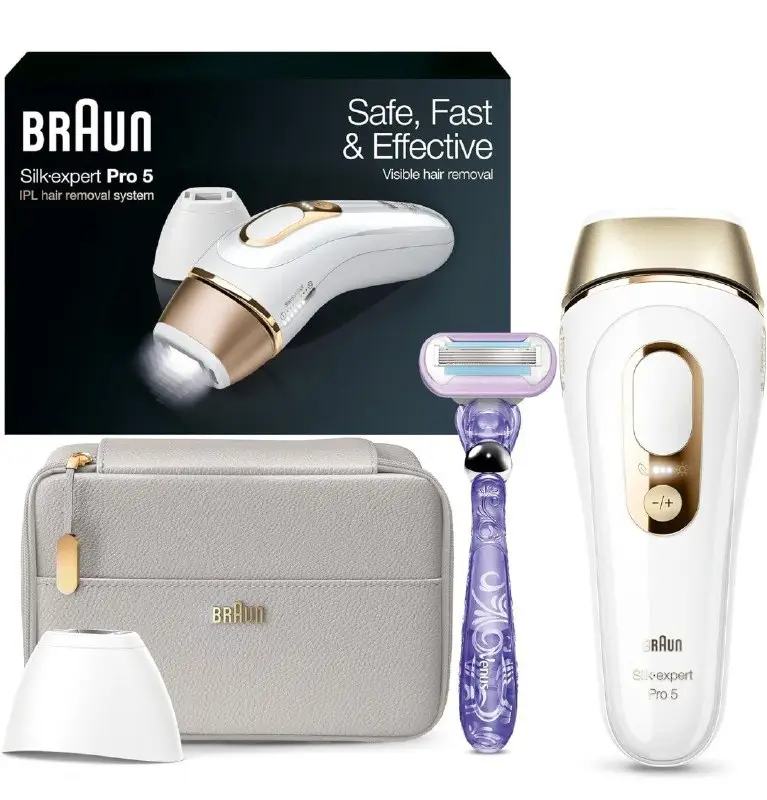 BRAUN
Silk·expert Pro 5
IPL hair removal system
Safe, Fast
& Effective
Visible hair removal
-/+
BRAUN
Venus
BRAUN
Silk·expert
Pro 5